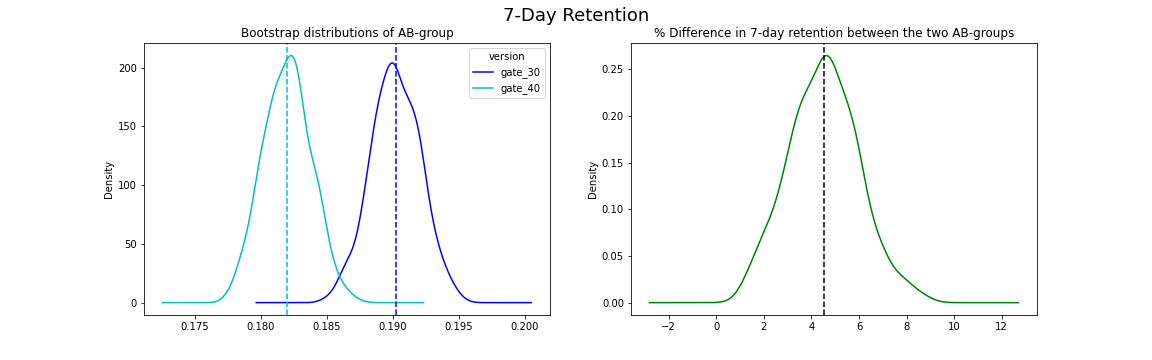 7-Day Retention
Bootstrap distributions of AB-group
version
gate_30
gate_40
Density
200
150
100
50
0
0.175 0.180 0.185 0.190 0.195 0.200
% Difference in 7-day retention between the two AB-groups
Density
0.25
0.20
0.15
0.10
0.05
0.00
−2 0 2 4 6 8 10 12